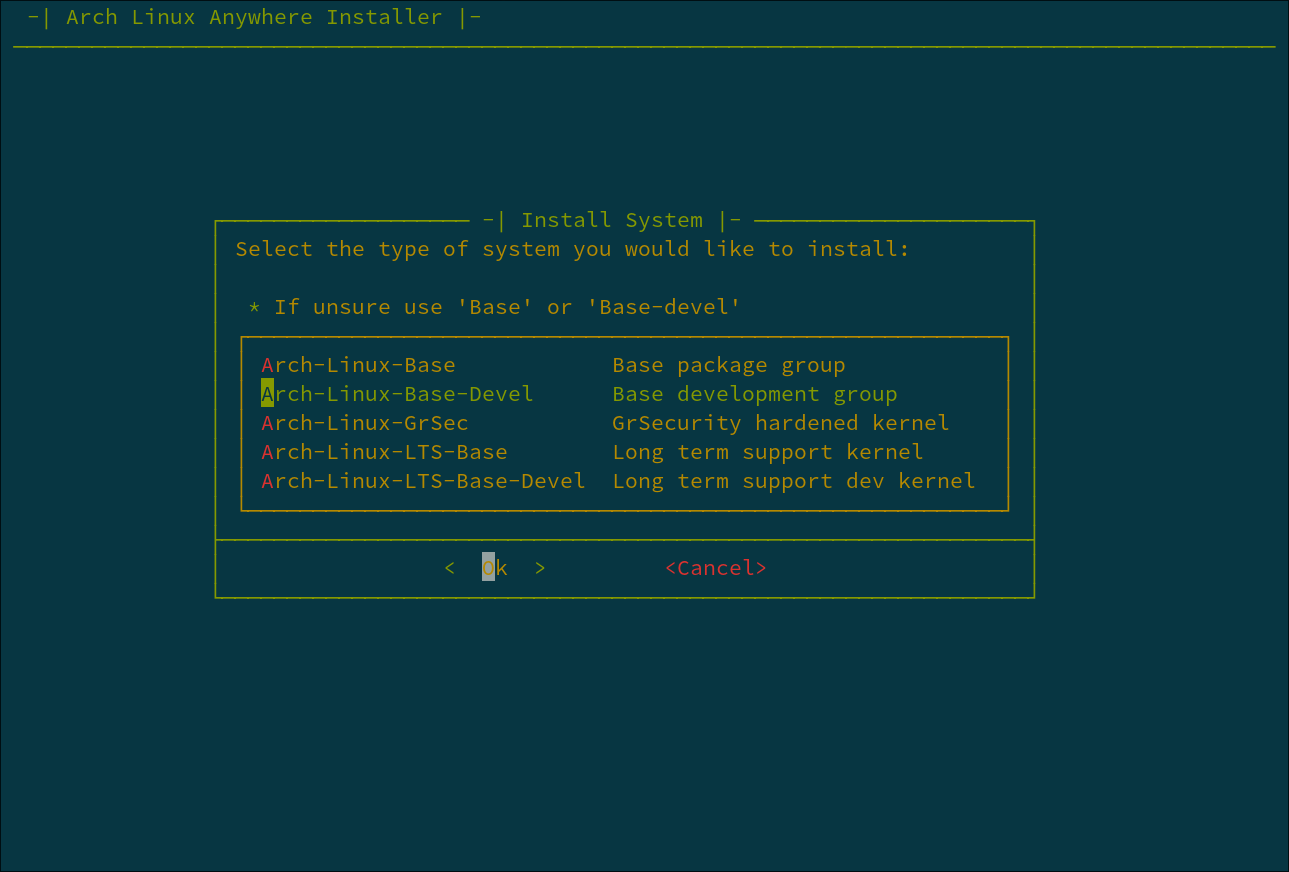 -| Arch Linux Anywhere Installer |-
-| Install System |-
Select the type of system you would like to install:
* If unsure use 'Base' or 'Base-devel'
Arch-Linux-Base Base package group
Arch-Linux-Base-Devel Base development group
Arch-Linux-GrSec GrSecurity hardened kernel
Arch-Linux-LTS-Base Long term support kernel
Arch-Linux-LTS-Base-Devel Long term support dev kernel
< Ok > <Cancel>